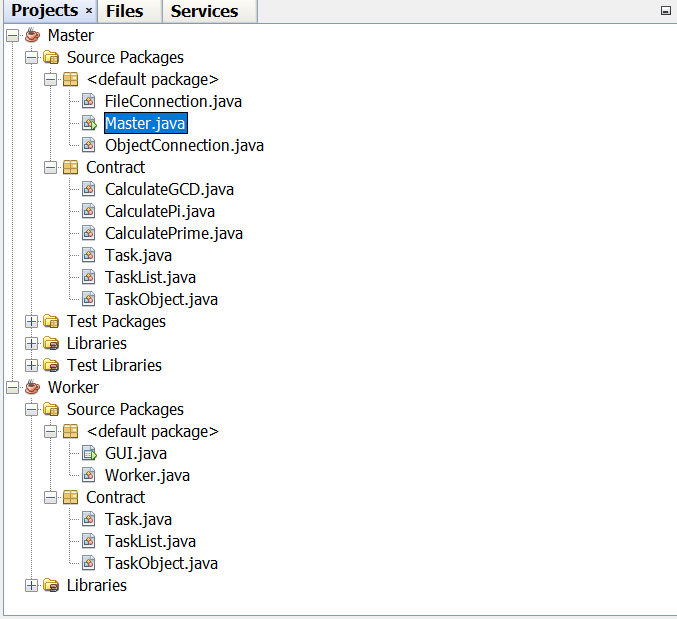 Projects × Files Services
Master
Source Packages
<default package>
FileConnection.java
Master.java
ObjectConnection.java
Contract
CalculateGCD.java
CalculatePi.java
CalculatePrime.java
Task.java
TaskList.java
TaskObject.java
Test Packages
Libraries
Test Libraries
Worker
Source Packages
<default package>
GUI.java
Worker.java
Contract
Task.java
TaskList.java
TaskObject.java
Libraries